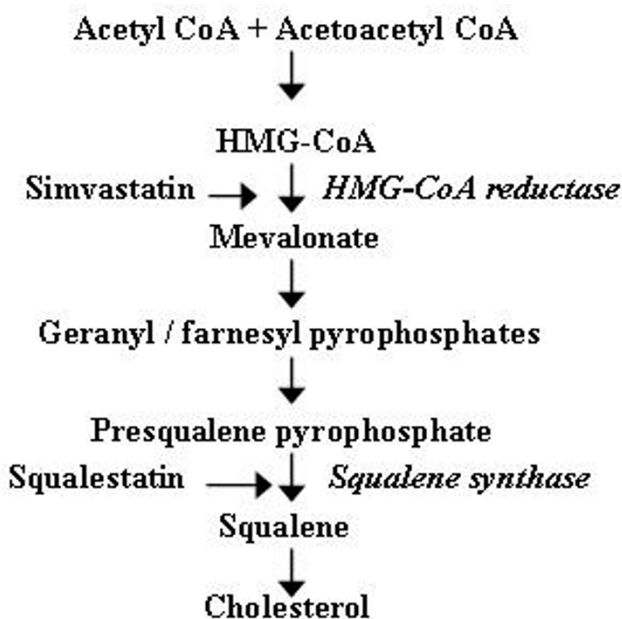 Acetyl CoA + Acetoacetyl CoA
HMG-CoA
Simvastatin HMG-CoA reductase
Mevalonate
Geranyl / farnesyl pyrophosphates
Presqualene pyrophosphate
Squalestatin Squalene synthase
Squalene
Cholesterol